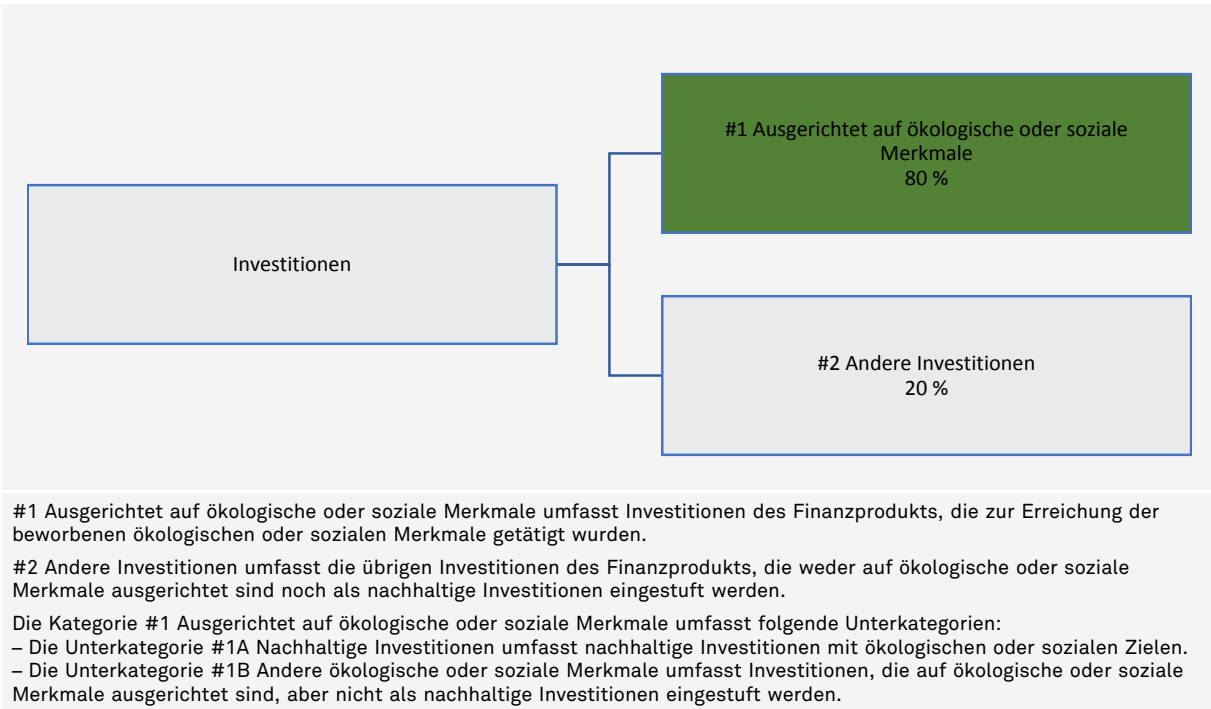 #1 Ausgerichtet auf ökologische oder soziale
Merkmale
80 %
Investitionen
#2 Andere Investitionen
20 %
#1 Ausgerichtet auf ökologische oder soziale Merkmale umfasst Investitionen des Finanzprodukts, die zur Erreichung der
beworbenen ökologischen oder sozialen Merkmale getätigt wurden.
#2 Andere Investitionen umfasst die übrigen Investitionen des Finanzprodukts, die weder auf ökologische oder soziale
Merkmale ausgerichtet sind noch als nachhaltige Investitionen eingestuft werden.
Die Kategorie #1 Ausgerichtet auf ökologische oder soziale Merkmale umfasst folgende Unterkategorien:
– Die Unterkategorie #1A Nachhaltige Investitionen umfasst nachhaltige Investitionen mit ökologischen oder sozialen Zielen.
– Die Unterkategorie #1B Andere ökologische oder soziale Merkmale umfasst Investitionen, die auf ökologische oder soziale
Merkmale ausgerichtet sind, aber nicht als nachhaltige Investitionen eingestuft werden.